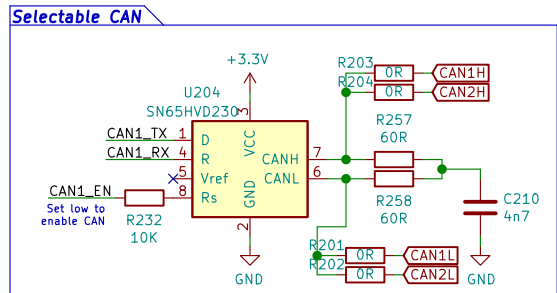 Selectable CAN
+3.3V
U204
SN65HVD230
R203
0R
CAN1H
R204
0R
CAN2H
CAN1_TX
1
D
VCC
3
CAN1_RX
4
R
CANH
7
R257
60R
5
Vref
CANL
6
R258
60R
CAN1_EN
8
Rs
GND
2
Set low to
enable CAN
R232
10K
C210
4n7
R201
0R
CAN1L
R202
0R
CAN2L
GND
GND